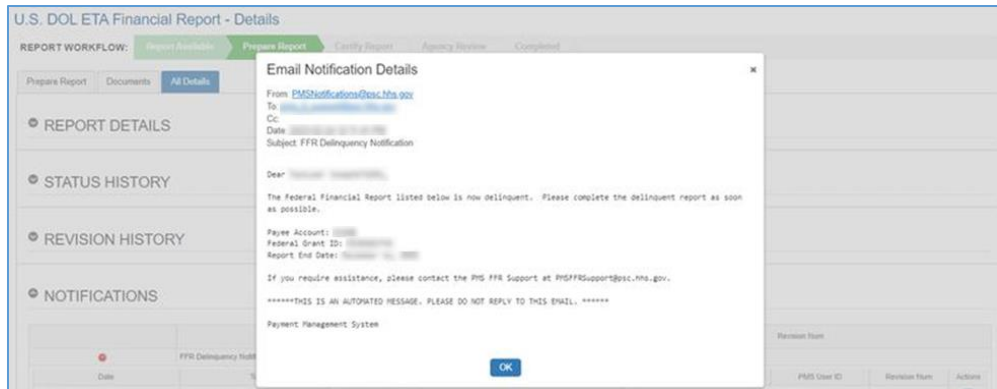 U.S. DOL ETA Financial Report - Details
REPORT WORKFLOW: Report Available Prepare Report Certify Report Agency Review Completed
Prepare Report Documents All Details
Email Notification Details ×
From: PMSNotifications@psc.hhs.gov
To:
Cc:
Date:
Subject: FFR Delinquency Notification
REPORT DETAILS
Dear
STATUS HISTORY
The Federal Financial Report listed below is now delinquent. Please complete the delinquent report as soon
as possible.
Payee Account:
REVISION HISTORY
Federal Grant ID:
Report End Date:
If you require assistance, please contact the PMS FFR Support at PMSFFRSupport@psc.hhs.gov.
NOTIFICATIONS
******THIS IS AN AUTOMATED MESSAGE. PLEASE DO NOT REPLY TO THIS EMAIL. ******
Payment Management System
Revision Num
FFR Delinquency
OK
Date PMS User ID Revision Num Actions